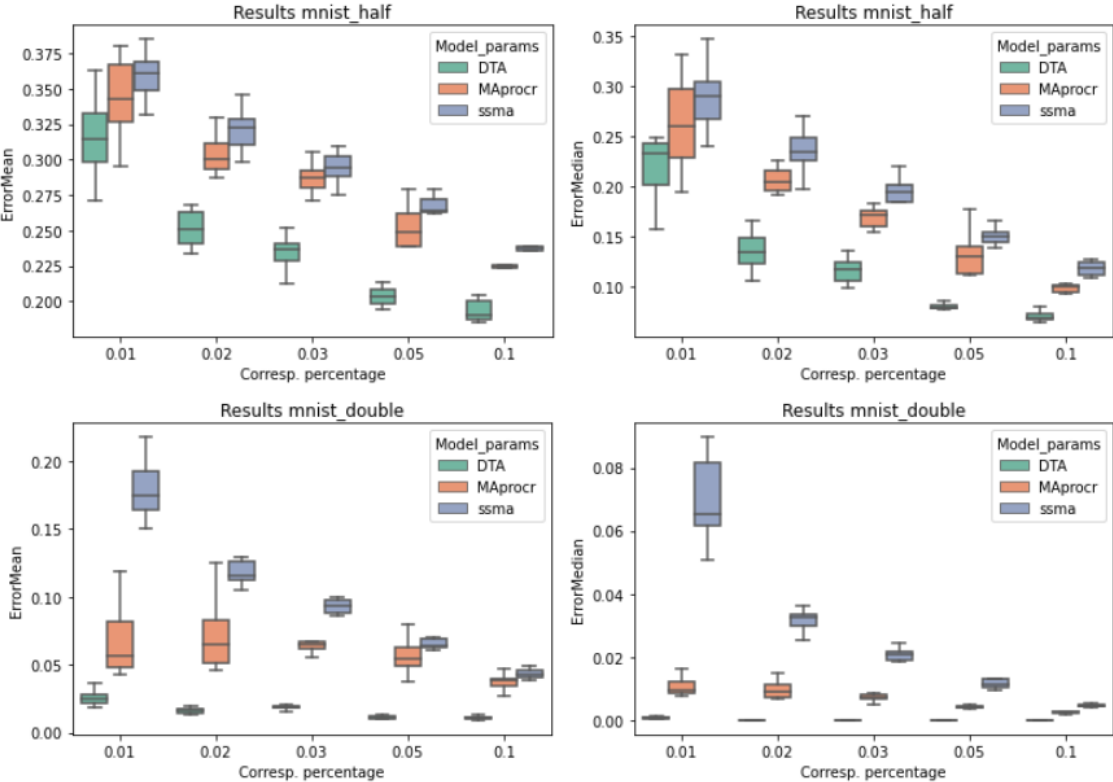 Results mnist_half
ErrorMean
0.375
0.350
0.325
0.300
0.275
0.250
0.225
0.200
Model_params
DTA
MAprocr
ssma
0.01 0.02 0.03 0.05 0.1
Corresp. percentage
Results mnist_half
ErrorMedian
0.35
0.30
0.25
0.20
0.15
0.10
Model_params
DTA
MAprocr
ssma
0.01 0.02 0.03 0.05 0.1
Corresp. percentage
Results mnist_double
ErrorMean
0.20
0.15
0.10
0.05
0.00
Model_params
DTA
MAprocr
ssma
0.01 0.02 0.03 0.05 0.1
Corresp. percentage
Results mnist_double
ErrorMedian
0.08
0.06
0.04
0.02
0.00
Model_params
DTA
MAprocr
ssma
0.01 0.02 0.03 0.05 0.1
Corresp. percentage